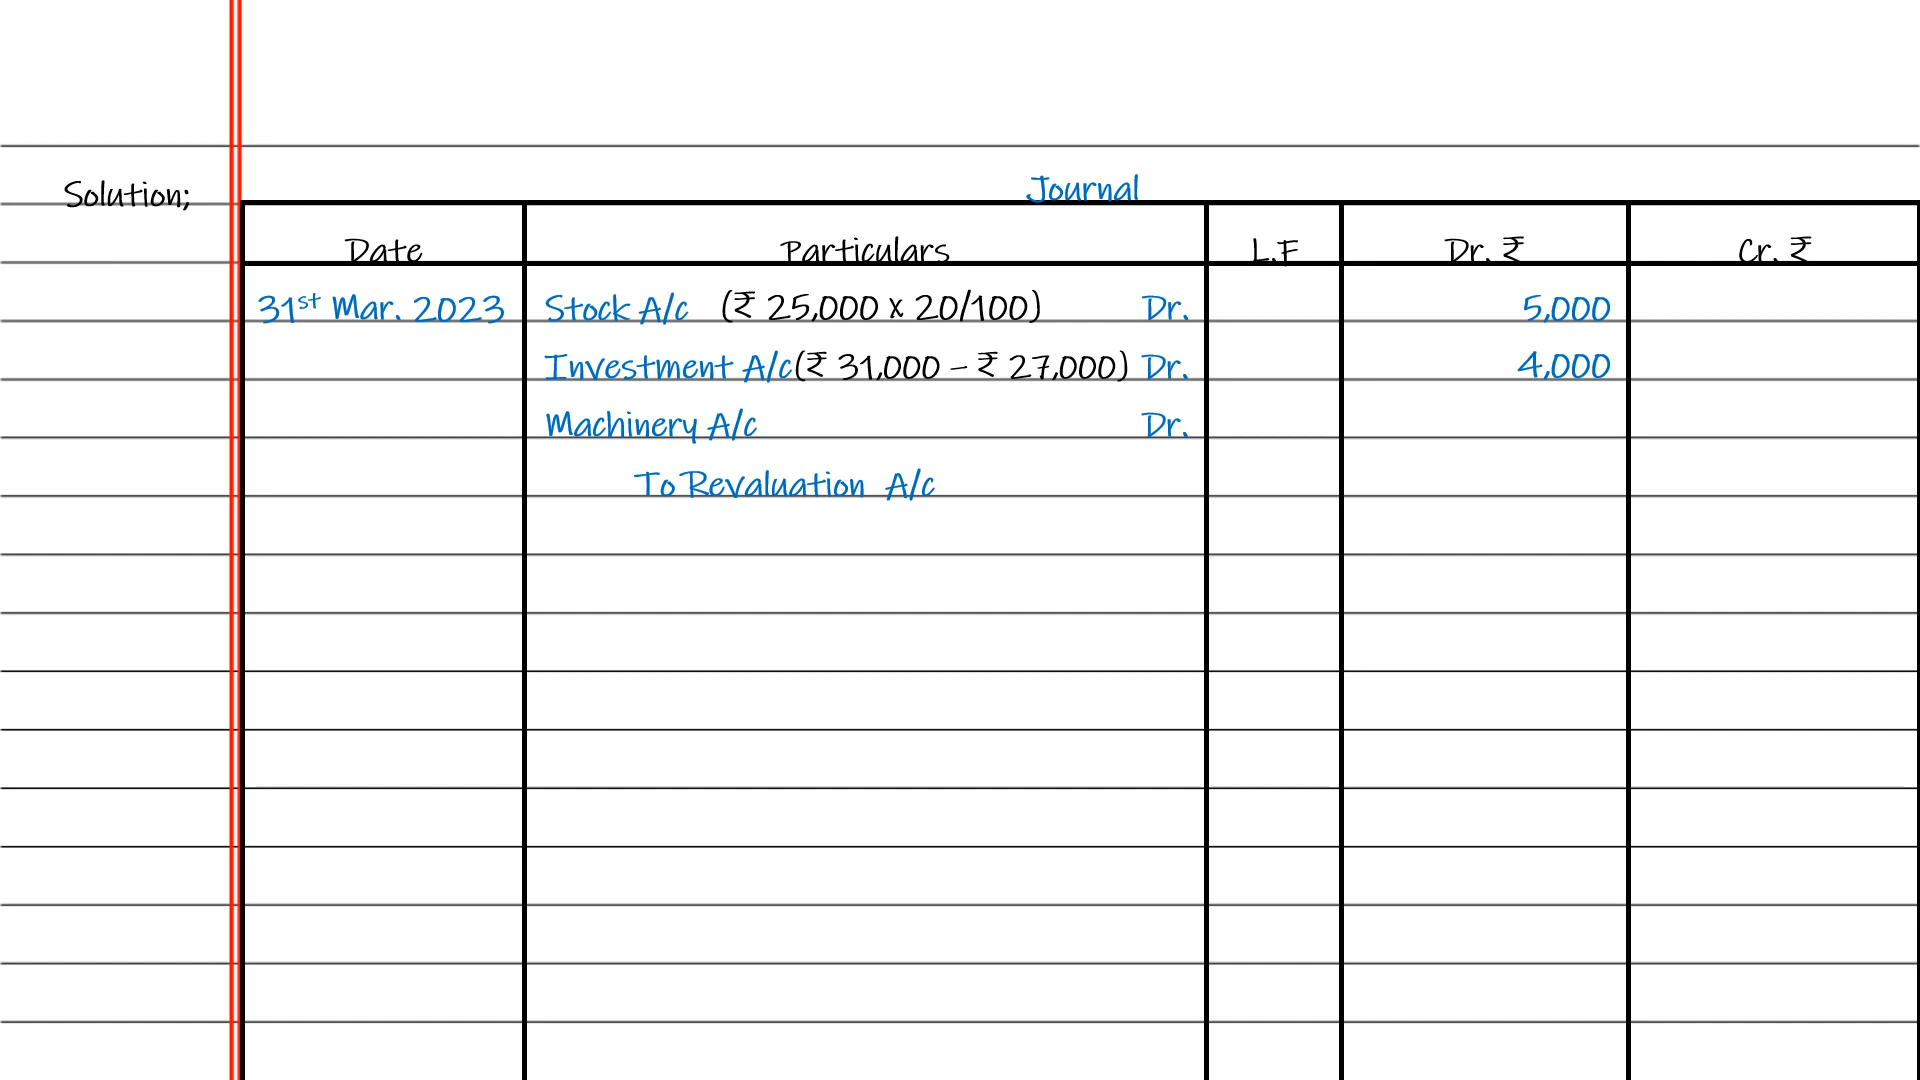 Solution;
Journal
Date Particulars L.F Dr. ₹ Cr. ₹
31st Mar. 2023 Stock A/c (₹ 25,000 x 20/100) Dr. 5,000
Investment A/c(₹ 31,000 – ₹ 27,000) Dr. 4,000
Machinery A/c Dr.
To Revaluation A/c